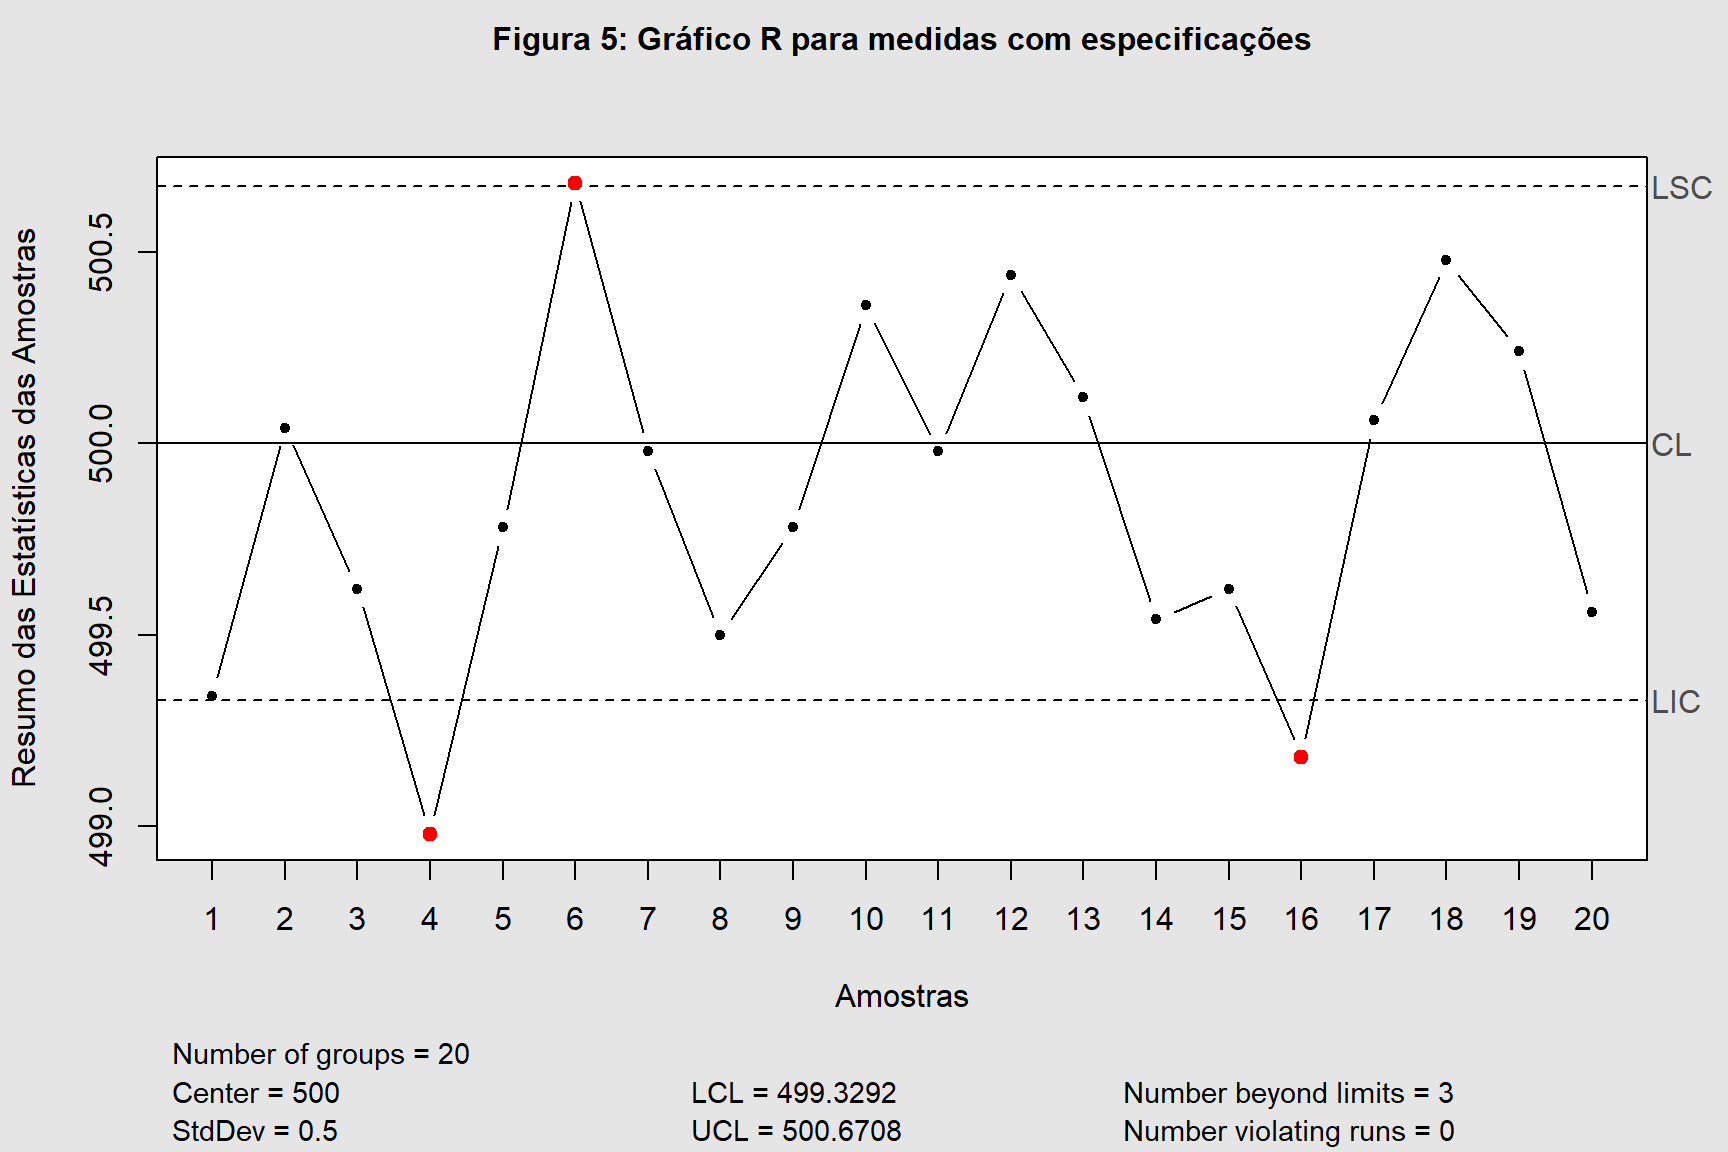 Figura 5: Gráfico R para medidas com especificações
Resumo das Estatísticas das Amostras
500.5
500.0
499.5
499.0
LSC
CL
LIC
1 2 3 4 5 6 7 8 9 10 11 12 13 14 15 16 17 18 19 20
Amostras
Number of groups = 20
Center = 500 LCL = 499.3292 Number beyond limits = 3
StdDev = 0.5 UCL = 500.6708 Number violating runs = 0